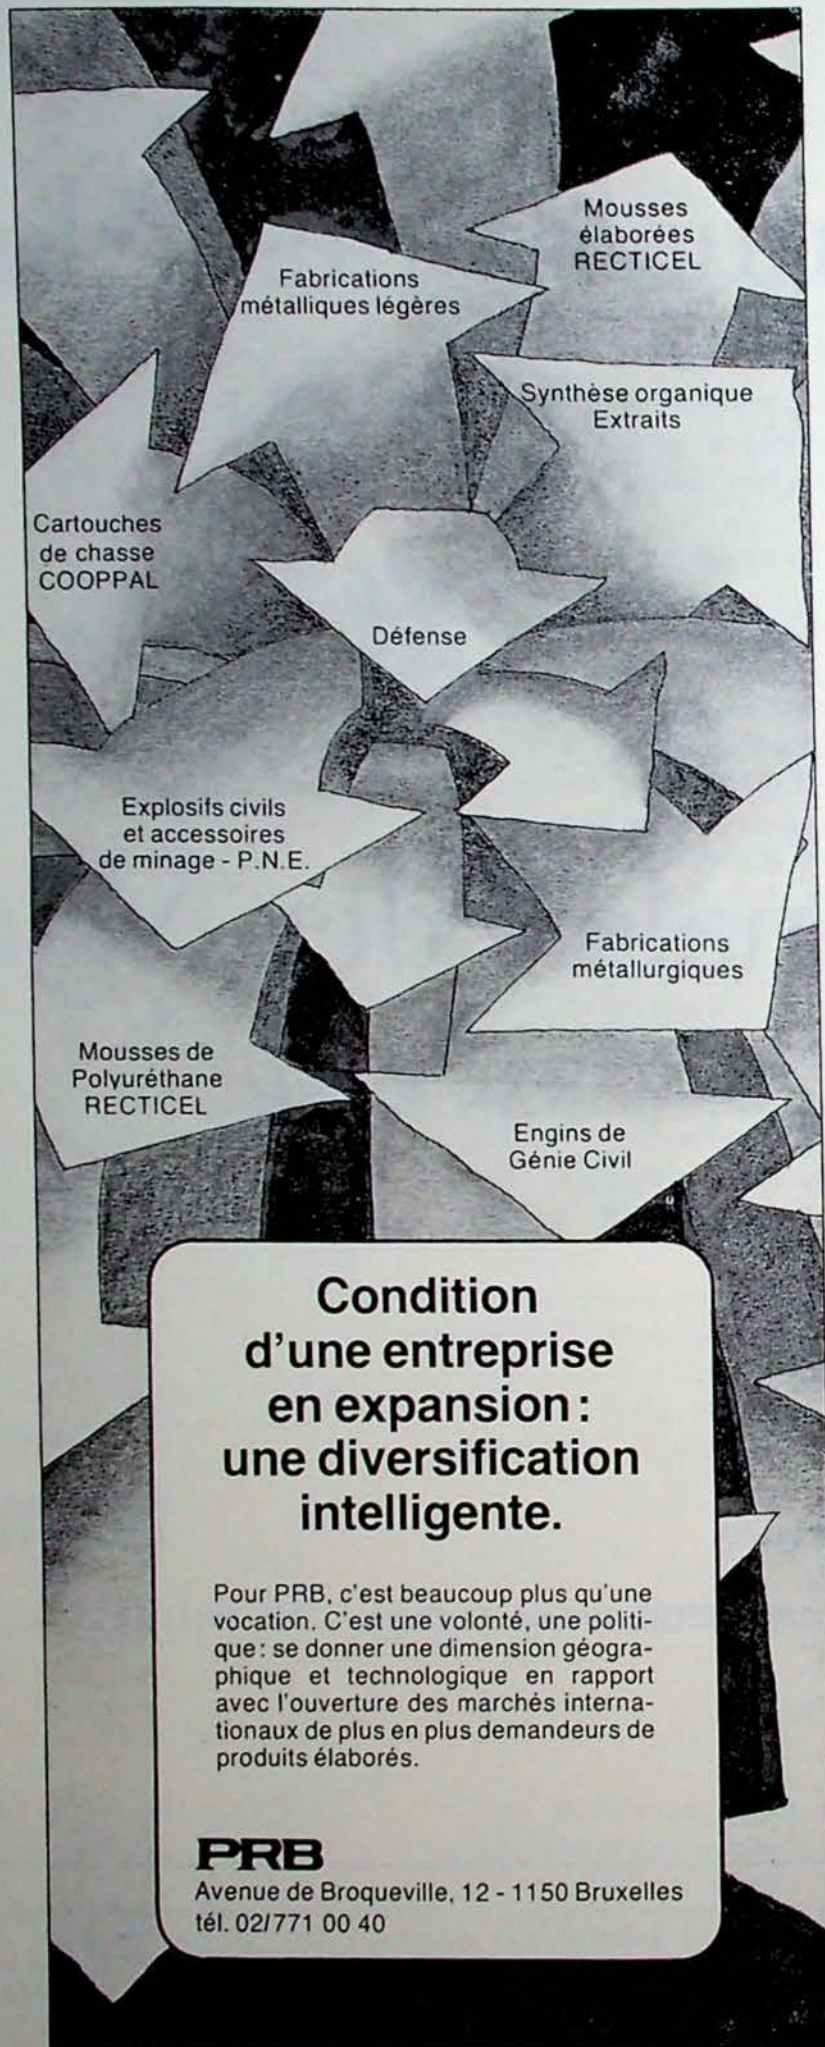 Mousses
élaborées
RECTICEL
Fabrications
métalliques légères
Synthèse organique
Extraits
Cartouches
de chasse
COOPPAL
Défense
Explosifs civils
et accessoires
de minage - P.N.E.
Fabrications
métallurgiques
Mousses de
Polyuréthane
RECTICEL
Engins de
Génie Civil
Condition
d'une entreprise
en expansion :
une diversification
intelligente.
Pour PRB, c'est beaucoup plus qu'une
vocation. C'est une volonté, une politi-
que : se donner une dimension géogra-
phique et technologique en rapport
avec l'ouverture des marchés interna-
tionaux de plus en plus demandeurs de
produits élaborés.
PRB
Avenue de Broqueville, 12 - 1150 Bruxelles
tél. 02/771 00 40